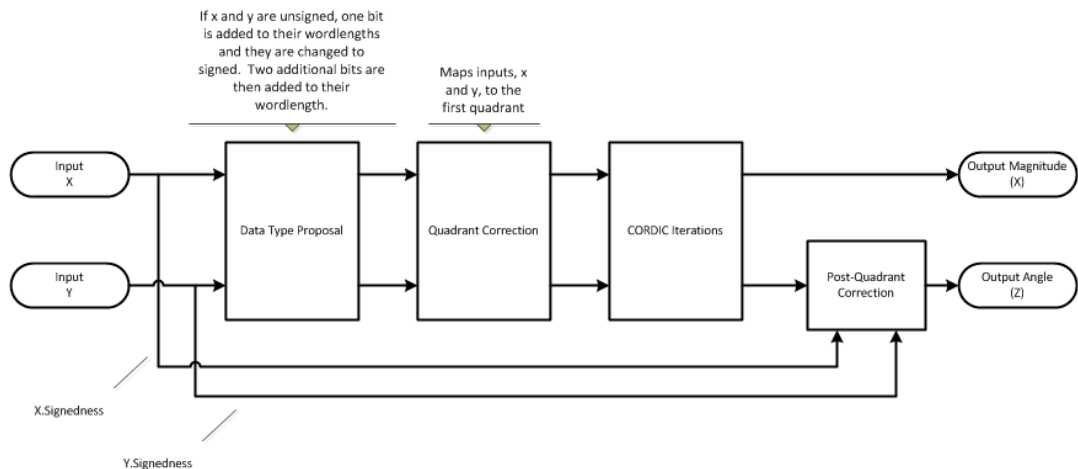 If x and y are unsigned, one bit
is added to their wordlengths
and they are changed to
signed. Two additional bits are
then added to their
wordlength.
Maps inputs, x
and y, to the
first quadrant
Input
X
Output Magnitude
(X)
Data Type Proposal
Quadrant Correction
CORDIC Iterations
Input
Y
Post-Quadrant
Correction
Output Angle
(Z)
X.Signedness
Y.Signedness